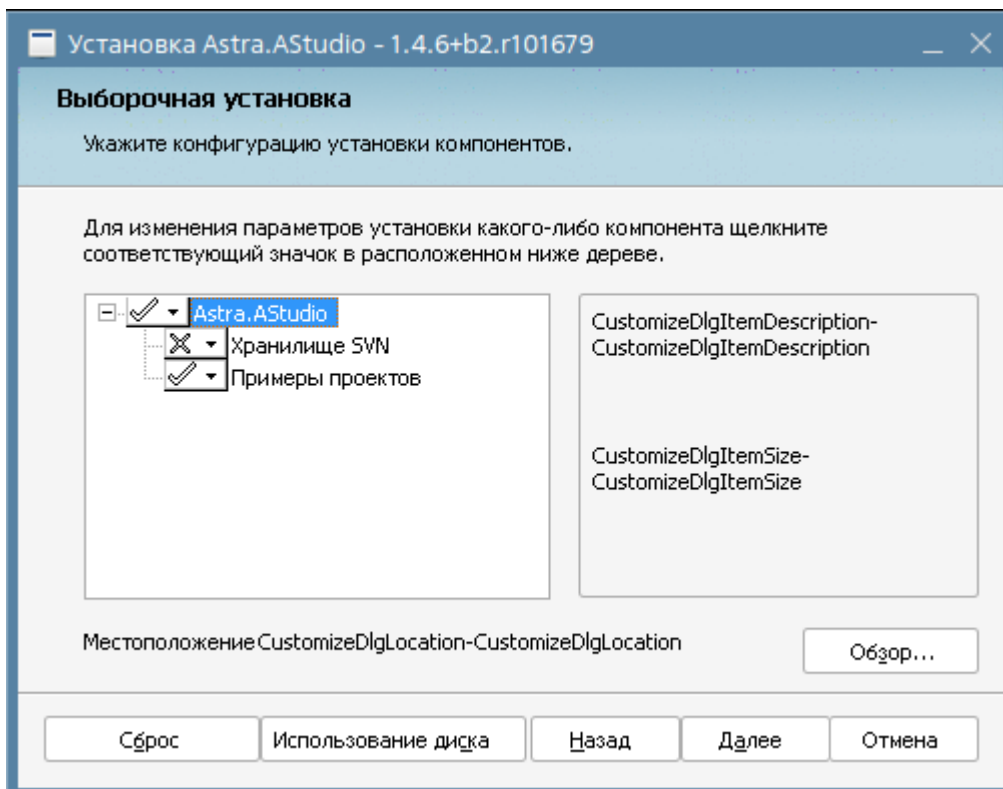 Установка Astra.AStudio - 1.4.6+b2.r101679
Выборочная установка
Укажите конфигурацию установки компонентов.
Для изменения параметров установки какого-либо компонента щелкните
соответствующий значок в расположенном ниже дереве.
Astra.AStudio
Хранилище SVN
Примеры проектов
CustomizeDlgItemDescription-
CustomizeDlgItemDescription
CustomizeDlgItemSize-
CustomizeDlgItemSize
Местоположение CustomizeDlgLocation-CustomizeDlgLocation
Обзор...
Сброс
Использование диска
Назад
Далее
Отмена